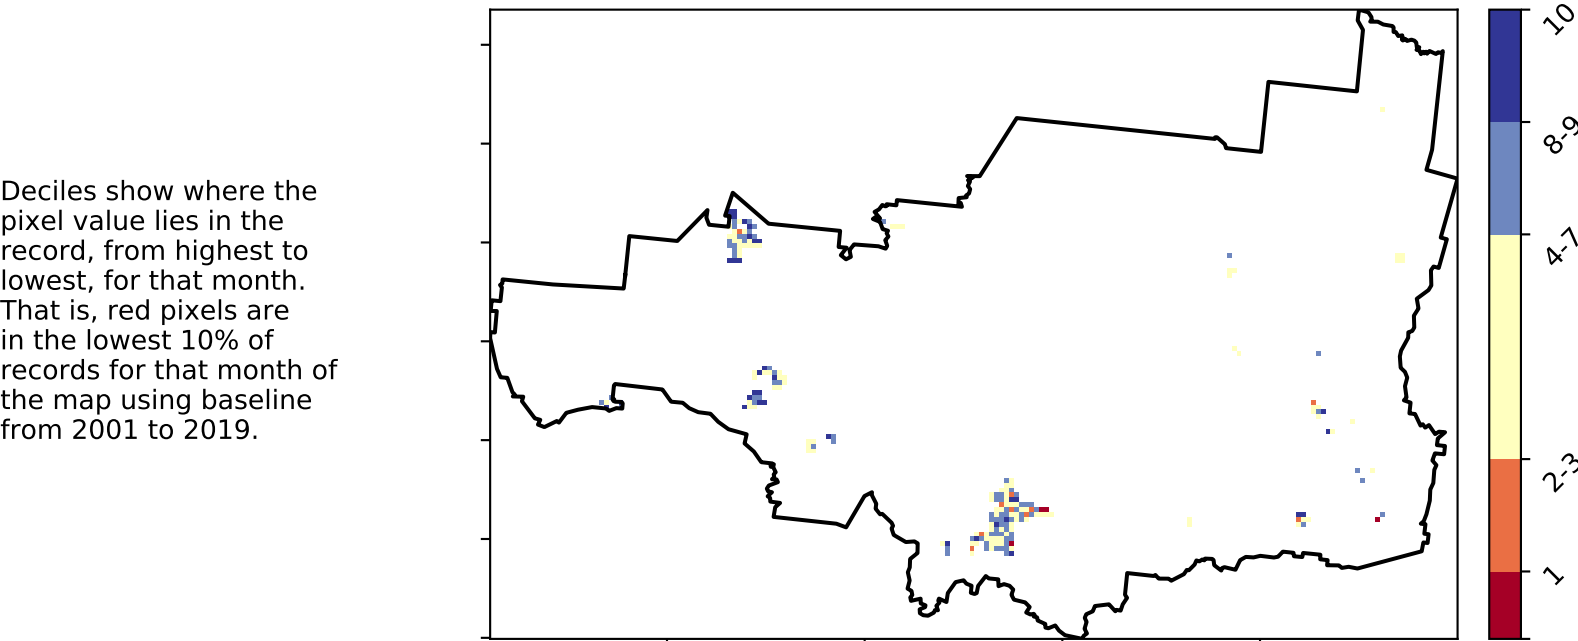 Deciles show where the
pixel value lies in the
record, from highest to
lowest, for that month.
That is, red pixels are
in the lowest 10% of
records for that month of
the map using baseline
from 2001 to 2019.
10
8-9
4-7
2-3
1